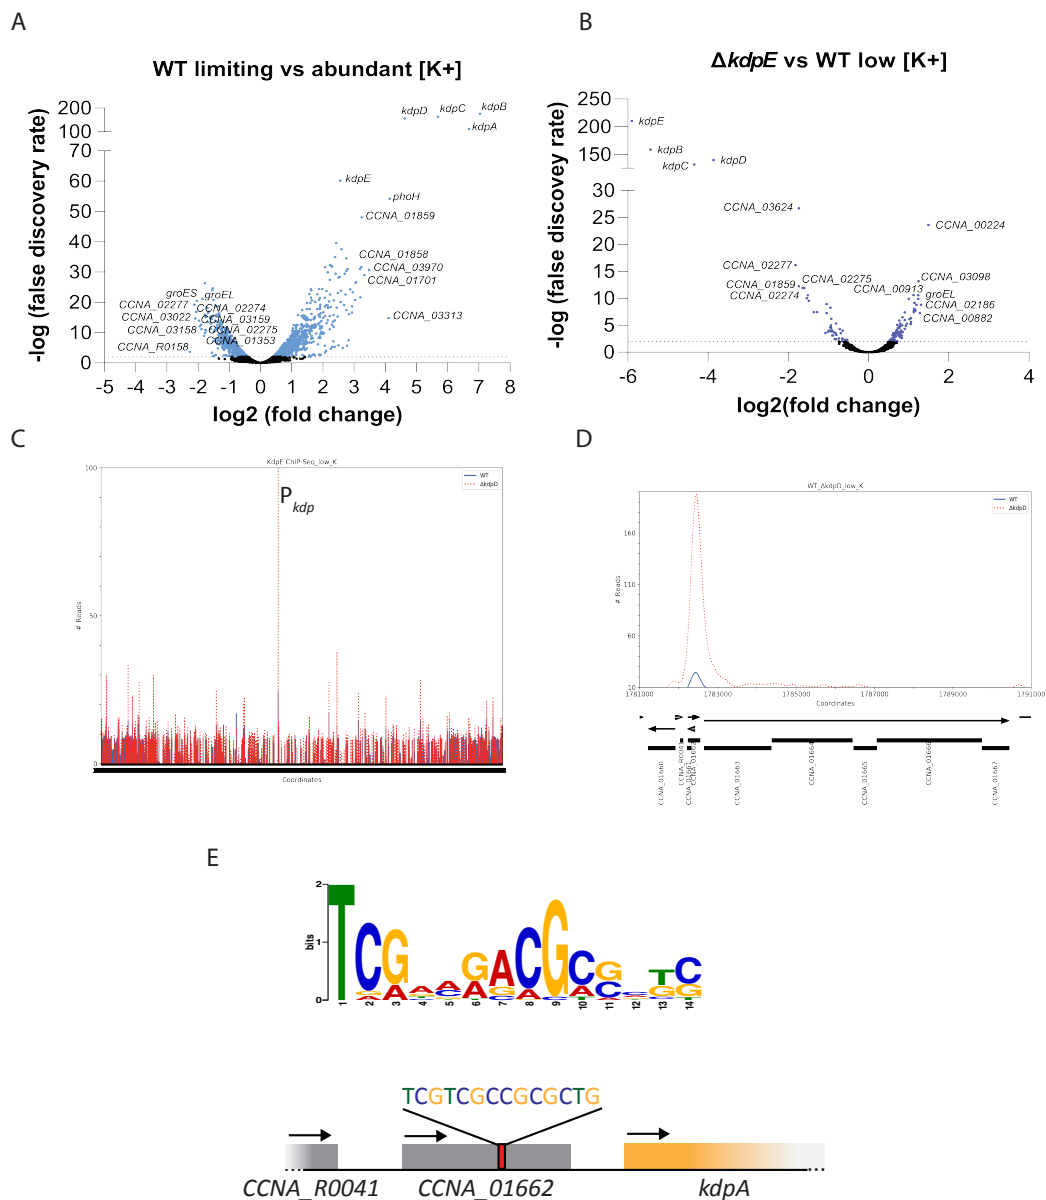 A
WT limiting vs abundant [K+]
-log (false discovery rate)
200
100
70
60
50
40
30
20
10
0
kdpD
kdpC
kdpB
kdpA
kdpE
phoH
CCNA_01859
CCNA_01858
CCNA_03970
CCNA_01701
CCNA_03313
groES
groEL
CCNA_02277
CCNA_02274
CCNA_03022
CCNA_03159
CCNA_03158
CCNA_02275
CCNA_01353
CCNA_R0158
-5 -4 -3 -2 -1 0 1 2 3 4 5 6 7 8
log2 (fold change)
B
ΔkdpE vs WT low [K+]
-log (false discovey rate)
250
200
150
30
25
20
15
10
5
0
kdpE
kdpB
kdpC
kdpD
CCNA_03624
CCNA_00224
CCNA_02277
CCNA_02275
CCNA_03098
CCNA_01859
CCNA_00913
CCNA_02274
groEL
CCNA_02186
CCNA_00882
-6 -4 -2 0 2 4
log2(fold change)
C
KdpE ChIP-Seq_low_K
WT
ΔkdpD
Pkdp
# Reads
100
50
0
Coordinates
D
WT_ΔkdpD_low_K
WT
ΔkdpD
# Reads
160
110
60
10
1781000 1783000 1785000 1787000 1789000 1791000
Coordinates
CCNA_01660
CCNA_R0041
CCNA_01661
CCNA_01662
CCNA_01663
CCNA_01664
CCNA_01665
CCNA_01666
CCNA_01667
E
bits
2
1
0
1 2 3 4 5 6 7 8 9 10 11 12 13 14
TCGTCGCCGCGCTG
CCNA_R0041 CCNA_01662 kdpA